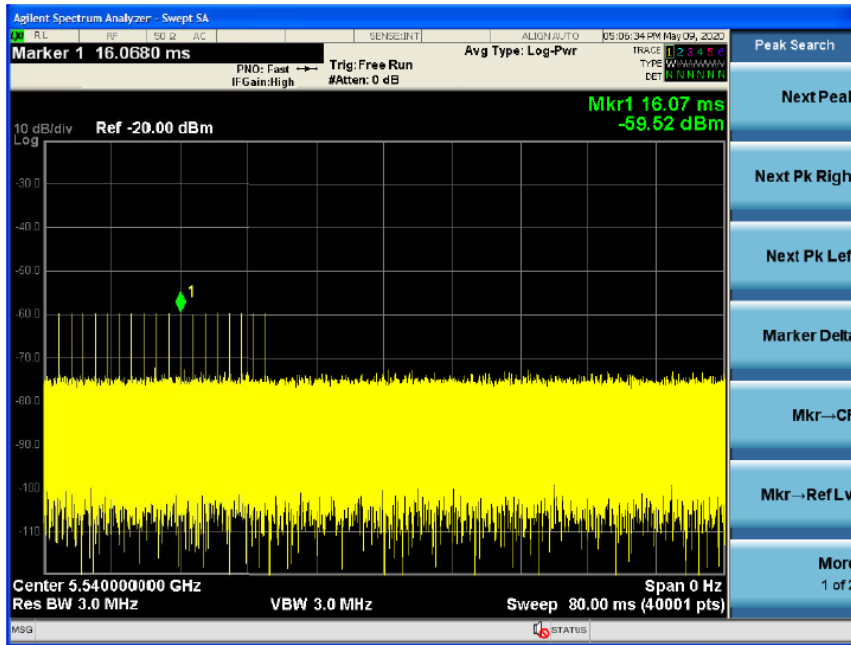 Agilent Spectrum Analyzer - Swept SA
RL RF 50 Ω AC SENSE:INT ALIGN AUTO 05:06:34 PM May 09, 2020
Marker 1 16.0680 ms
PNO: Fast
IFGain:High
Trig: Free Run
#Atten: 0 dB
Avg Type: Log-Pwr
TRACE 1 2 3 4 5 6
TYPE WWWWWW
DET N N N N N N
Peak Search
Mkr1 16.07 ms
-59.52 dBm
10 dB/div Ref -20.00 dBm
Log
-30.0
-40.0
-50.0
-60.0
-70.0
-80.0
-90.0
-100
-110
1
Center 5.540000000 GHz Span 0 Hz
Res BW 3.0 MHz VBW 3.0 MHz Sweep 80.00 ms (40001 pts)
MSG STATUS
Next Peak
Next Pk Righ
Next Pk Lef
Marker Delta
Mkr→CF
Mkr→Ref Lv
More
1 of 2